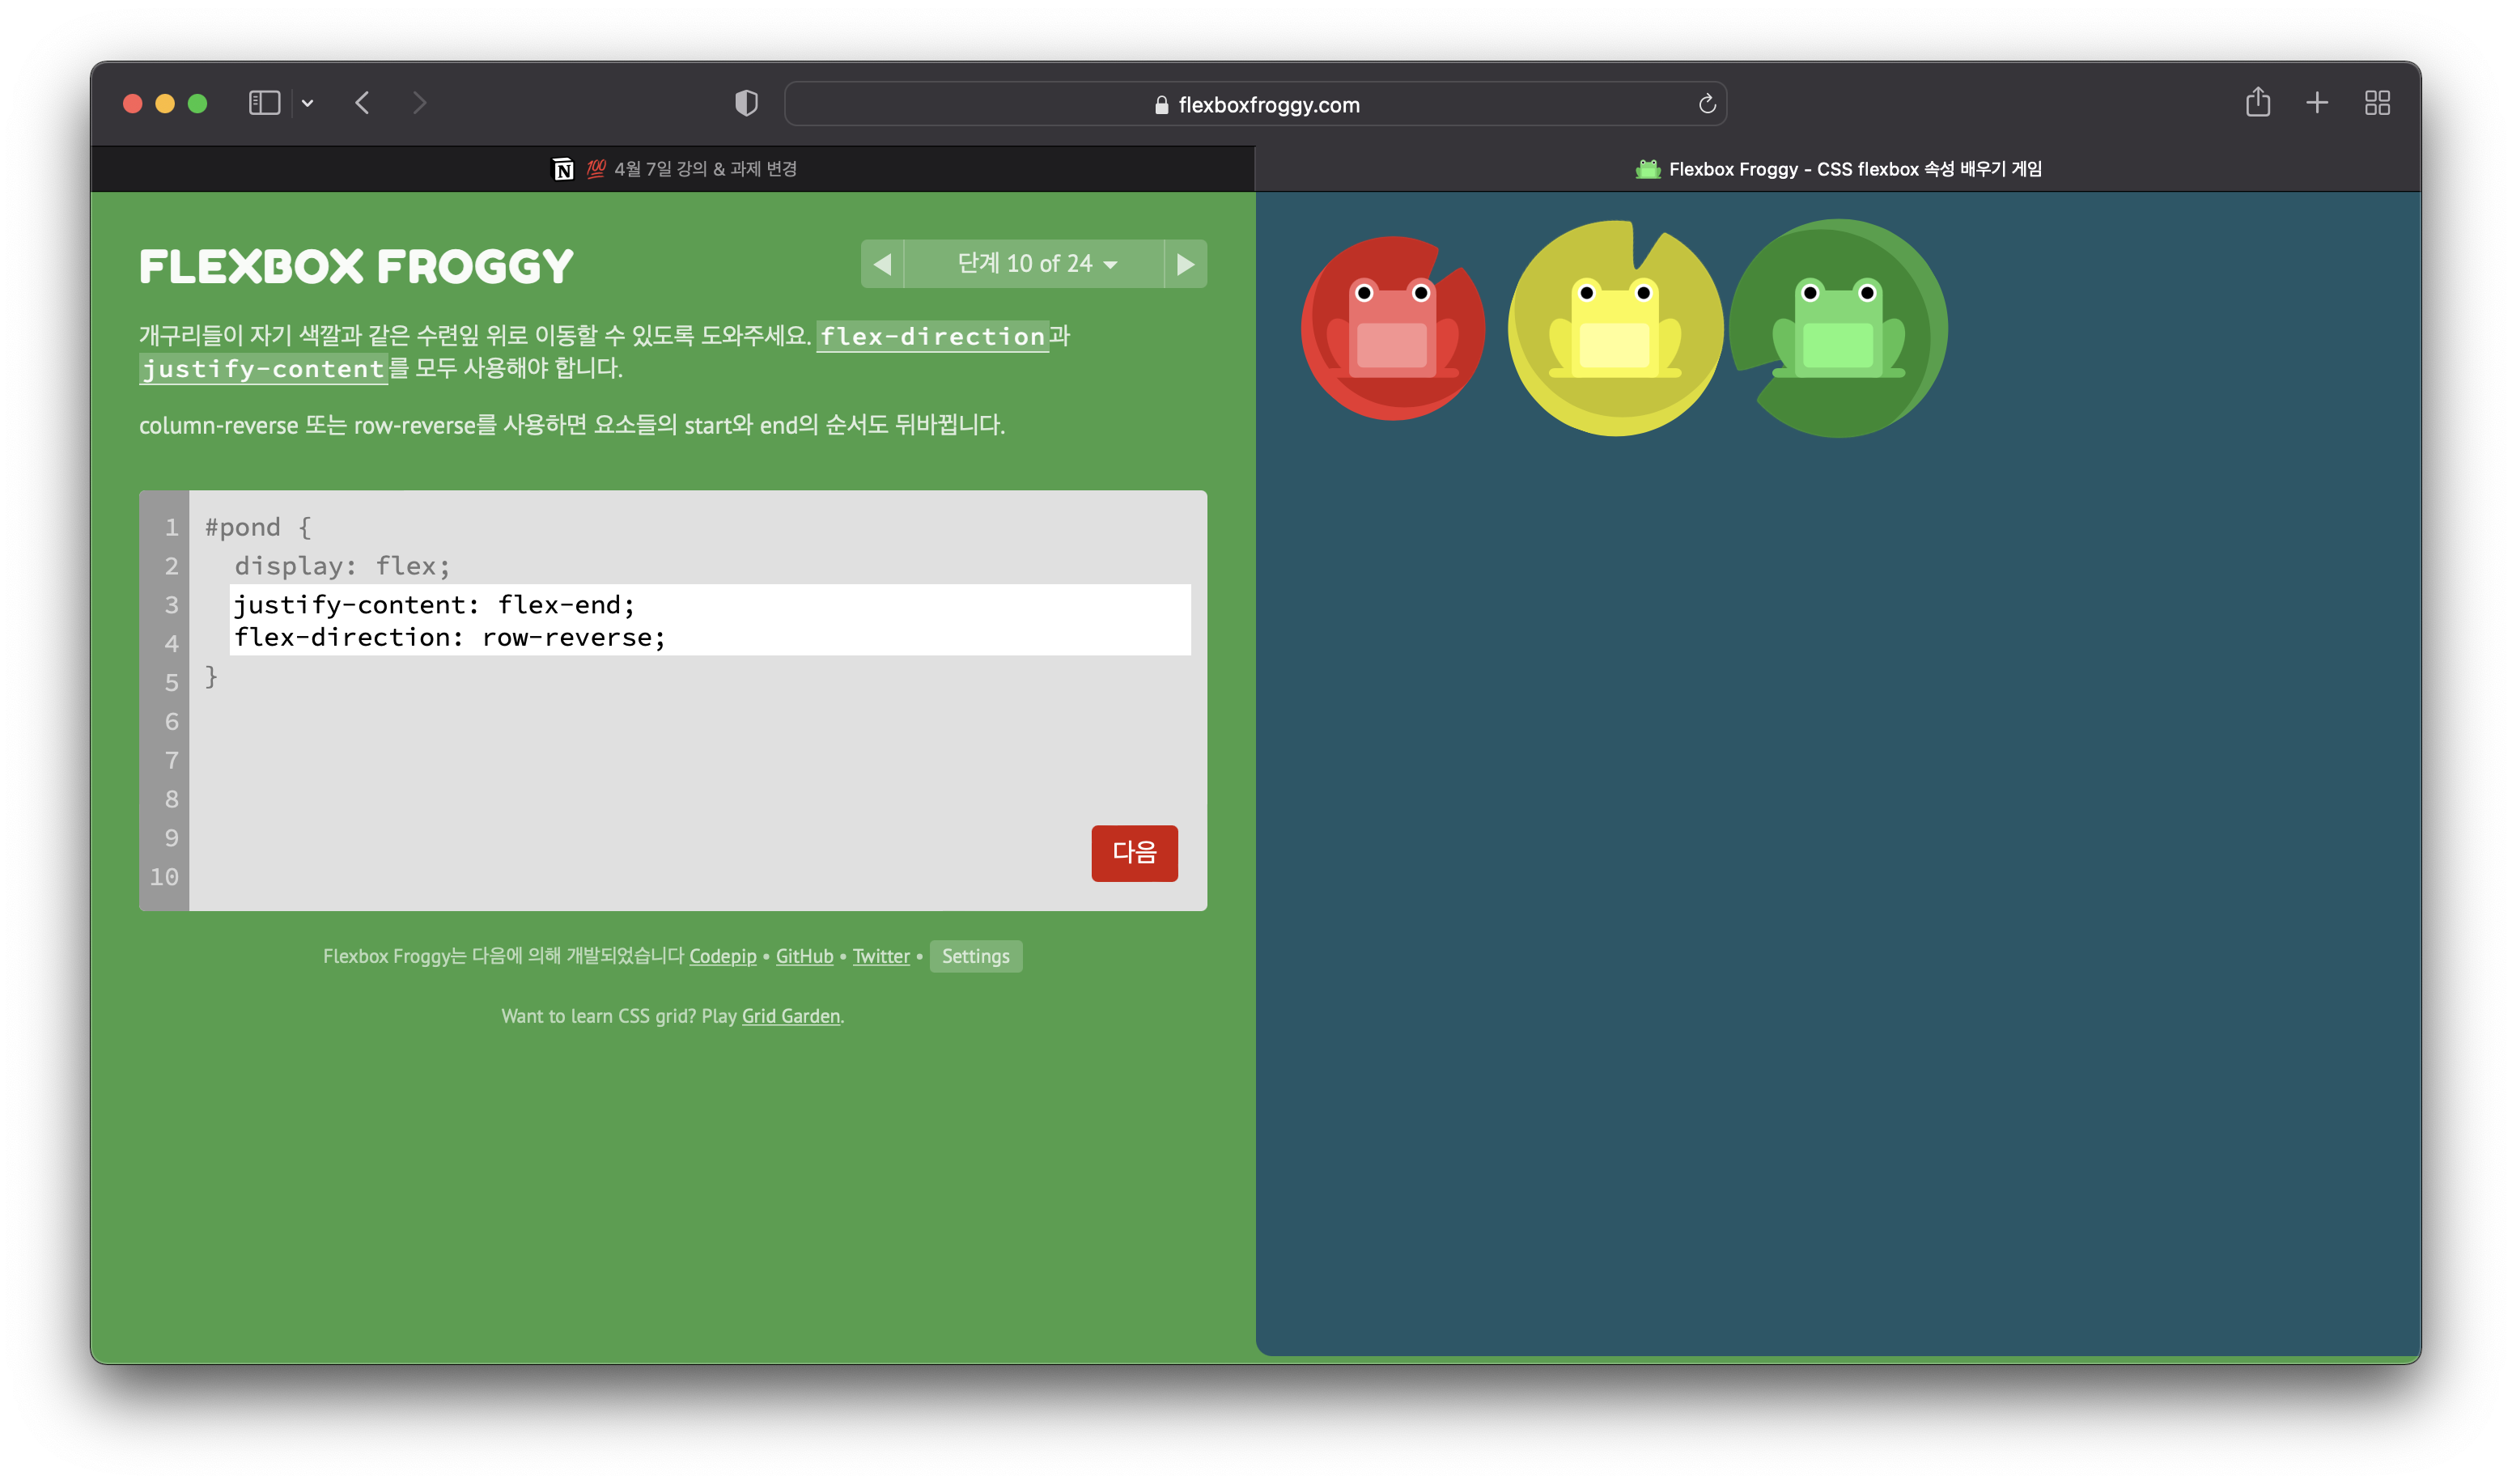 flexboxfroggy.com
N 💯 4월 7일 강의 & 과제 변경
Flexbox Froggy - CSS flexbox 속성 배우기 게임
FLEXBOX FROGGY
단계 10 of 24
개구리들이 자기 색깔과 같은 수련잎 위로 이동할 수 있도록 도와주세요. flex-direction과
justify-content를 모두 사용해야 합니다.
column-reverse 또는 row-reverse를 사용하면 요소들의 start와 end의 순서도 뒤바뀝니다.
1 #pond {
2 display: flex;
3 justify-content: flex-end;
4 flex-direction: row-reverse;
5 }
6
7
8
9
10
다음
Flexbox Froggy는 다음에 의해 개발되었습니다 Codepip • GitHub • Twitter • Settings
Want to learn CSS grid? Play Grid Garden.